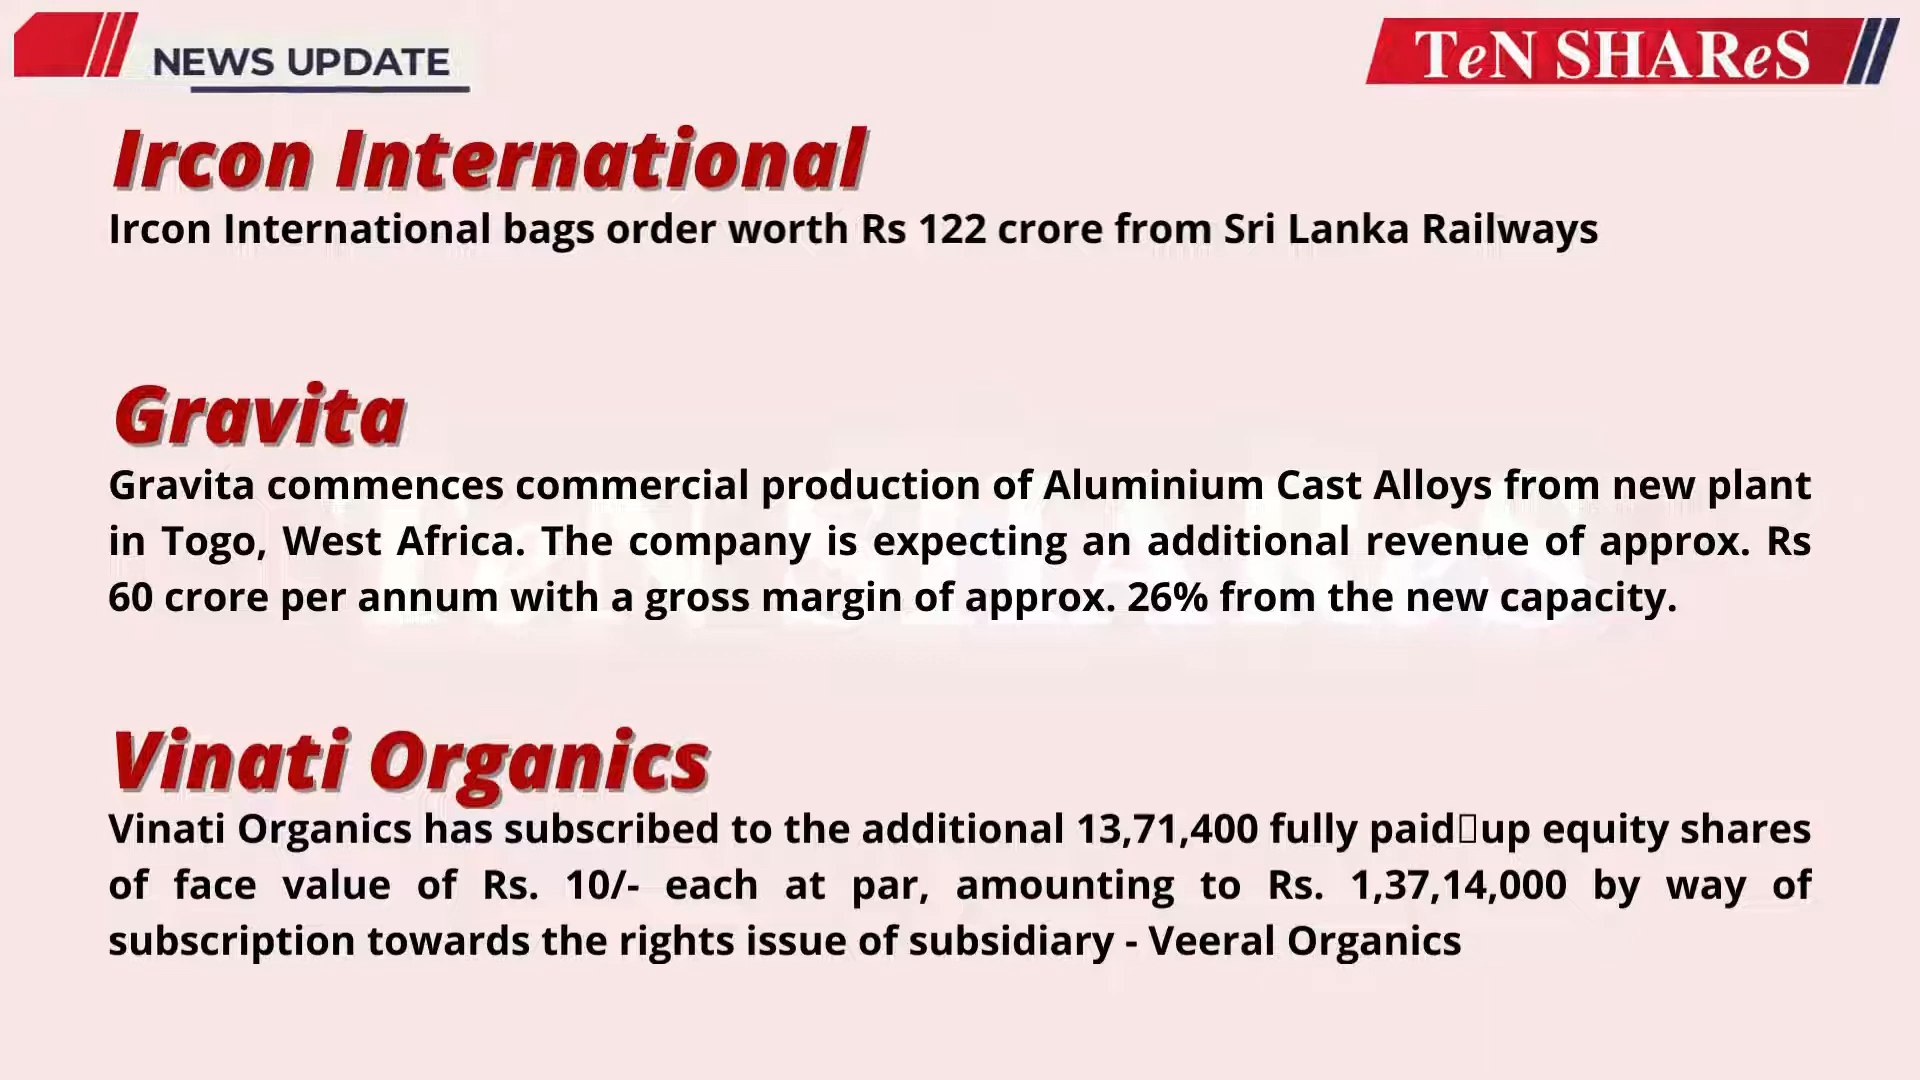 NEWS UPDATE
TeN SHAReS
Ircon International
Ircon International bags order worth Rs 122 crore from Sri Lanka Railways
Gravita
Gravita commences commercial production of Aluminium Cast Alloys from new plant
in Togo, West Africa. The company is expecting an additional revenue of approx. Rs
60 crore per annum with a gross margin of approx. 26% from the new capacity.
Vinati Organics
Vinati Organics has subscribed to the additional 13,71,400 fully paid▯up equity shares
of face value of Rs. 10/- each at par, amounting to Rs. 1,37,14,000 by way of
subscription towards the rights issue of subsidiary - Veeral Organics
TeN SHAReS